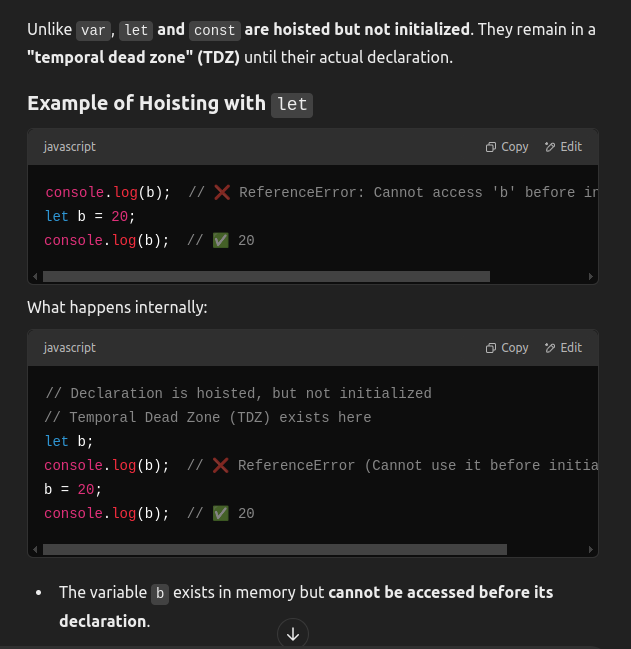 Unlike var, let and const are hoisted but not initialized. They remain in a
"temporal dead zone" (TDZ) until their actual declaration.
Example of Hoisting with let
javascript Copy Edit
console.log(b);  // ❌ ReferenceError: Cannot access 'b' before in
let b = 20;
console.log(b);  // ✅ 20
What happens internally:
javascript Copy Edit
// Declaration is hoisted, but not initialized
// Temporal Dead Zone (TDZ) exists here
let b;
console.log(b);  // ❌ ReferenceError (Cannot use it before initia
b = 20;
console.log(b);  // ✅ 20
• The variable b exists in memory but cannot be accessed before its
declaration.